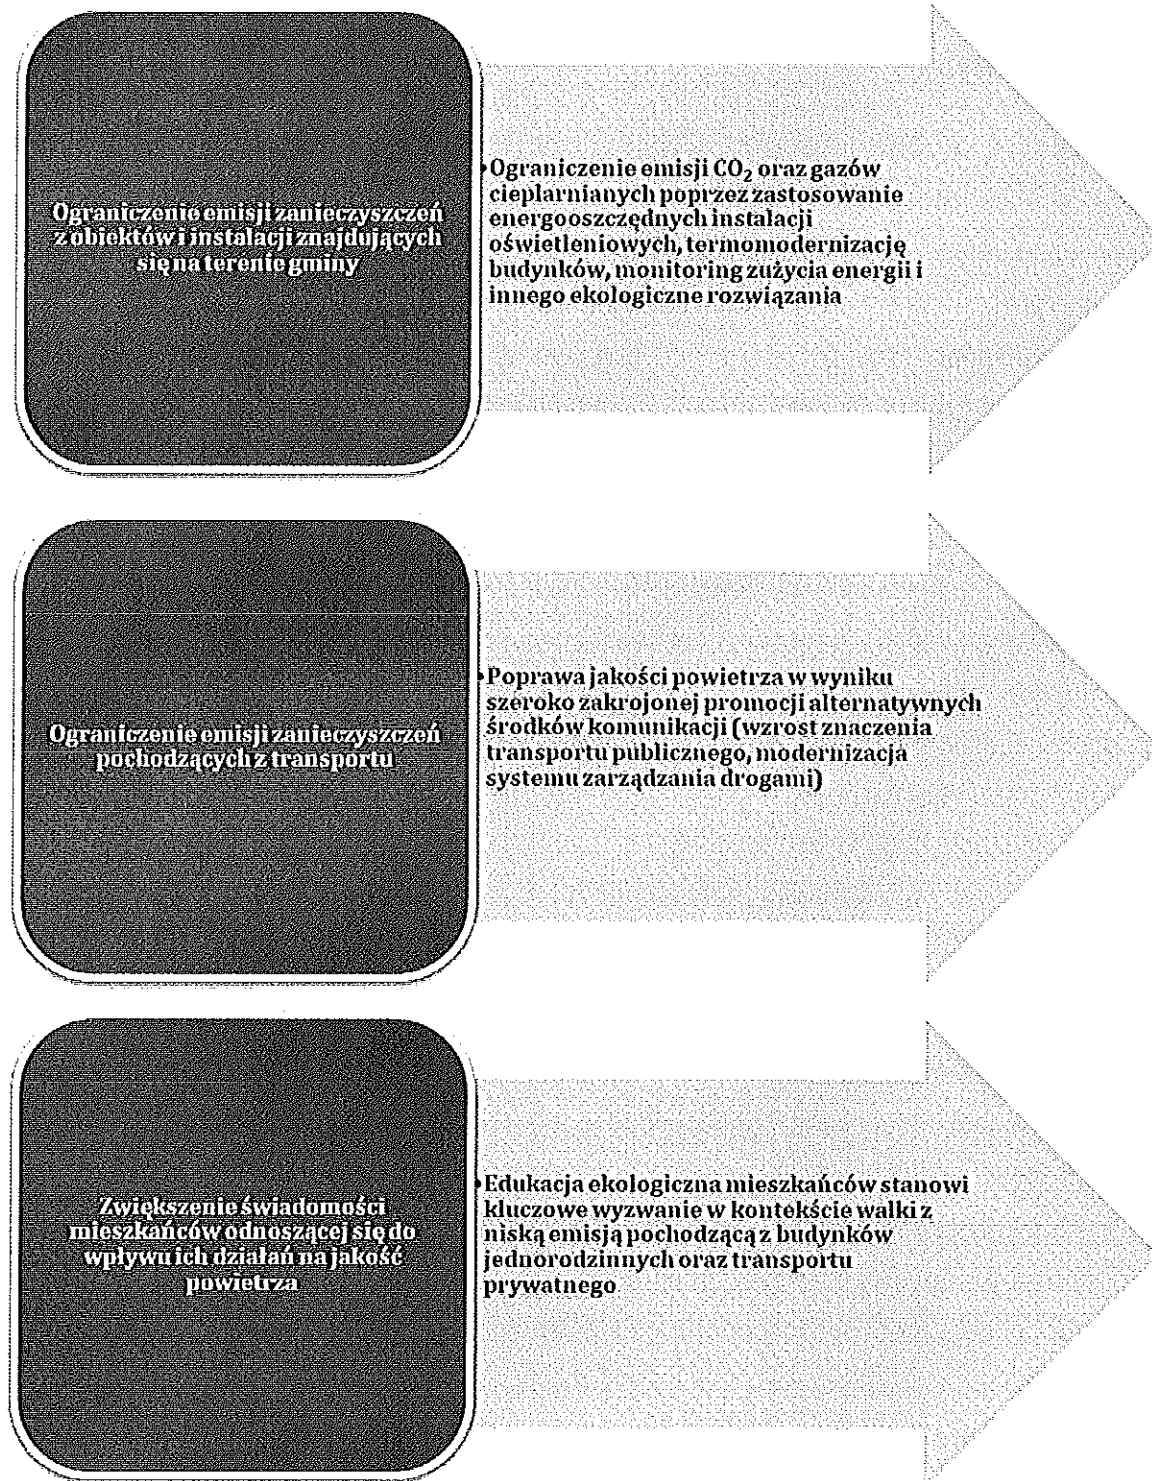 Ograniczenie emisji zanieczyszczeń
z obiektów i instalacji znajdujących
się na terenie gminy
•Ograniczenie emisji CO₂ oraz gazów
cieplarnianych poprzez zastosowanie
energooszczędnych instalacji
oświetleniowych, termomodernizację
budynków, monitoring zużycia energii i
innego ekologiczne rozwiązania
Ograniczenie emisji zanieczyszczeń
pochodzących z transportu
•Poprawa jakości powietrza w wyniku
szeroko zakrojonej promocji alternatywnych
środków komunikacji (wzrost znaczenia
transportu publicznego, modernizacja
systemu zarządzania drogami)
Zwiększenie świadomości
mieszkańców odnoszącej się do
wpływu ich działań na jakość
powietrza
•Edukacja ekologiczna mieszkańców stanowi
kluczowe wyzwanie w kontekście walki z
niską emisją pochodzącą z budynków
jednorodzinnych oraz transportu
prywatnego